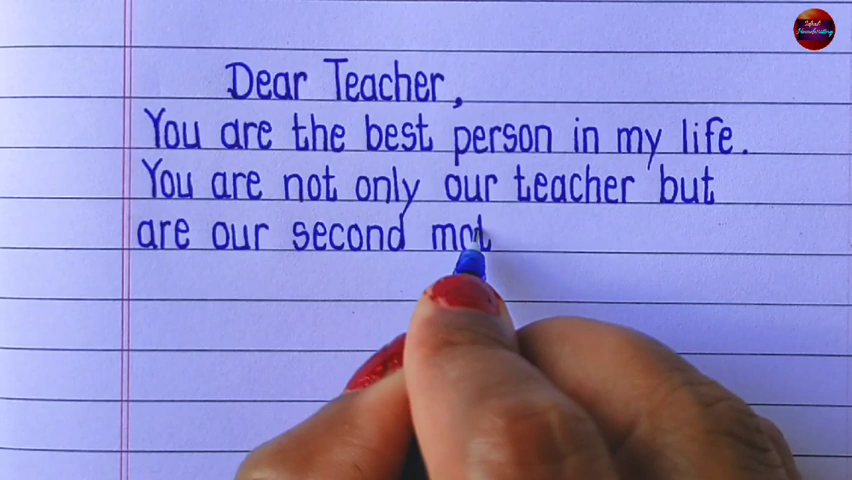 Dear Teacher,
You are the best person in my life.
You are not only our teacher but
are our second mot